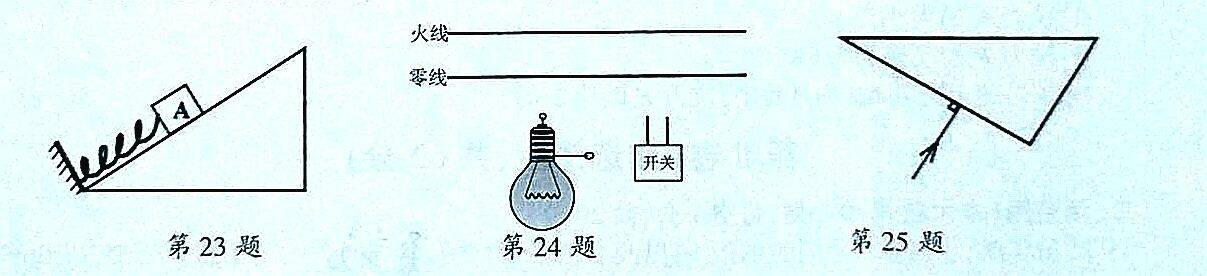 火线
零线
A
开关
第 23 题
第 24 题
第 25 题